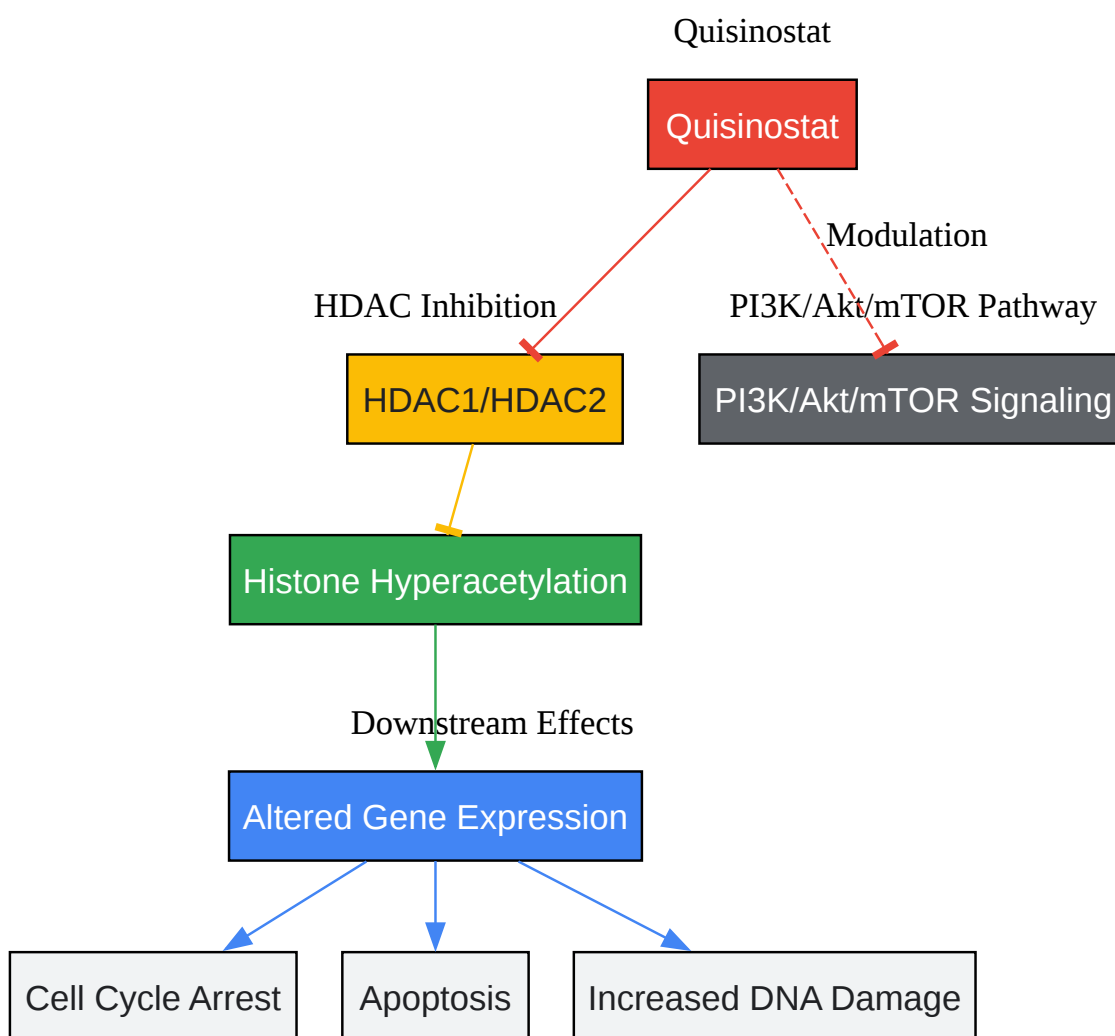 Quisinostat
Quisinostat
Modulation
HDAC Inhibition
PI3K/Akt/mTOR Pathway
HDAC1/HDAC2
PI3K/Akt/mTOR Signaling
Histone Hyperacetylation
Downstream Effects
Altered Gene Expression
Cell Cycle Arrest
Apoptosis
Increased DNA Damage